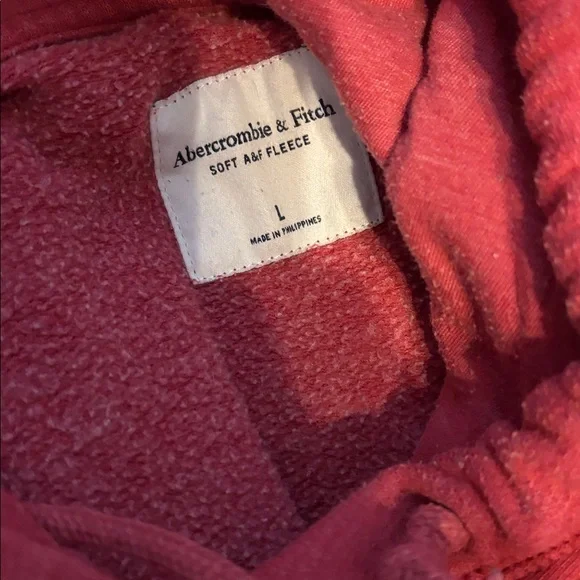 Abercrombie & Fitch
SOFT A&F FLEECE
L
MADE IN PHILIPPINES